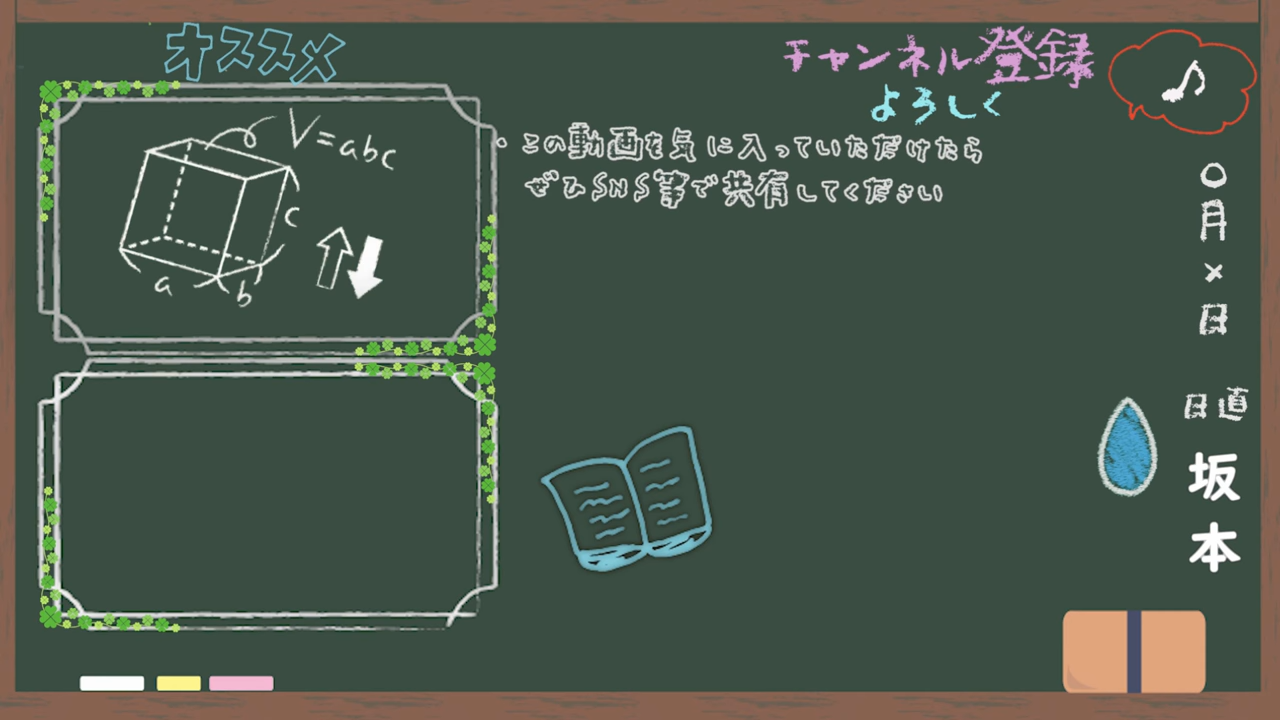 オススメ
チャンネル登録
よろしく
V=abc
c
a
b
・この動画を気に入っていただけたら
ぜひSNS等で共有してください
〇月×日
日直
坂本